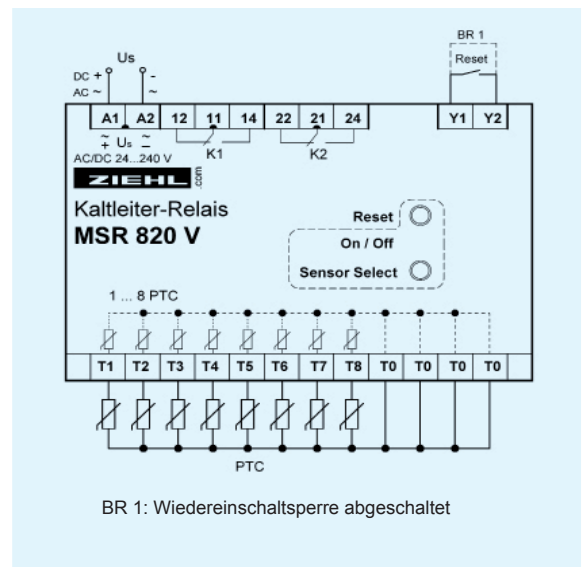 BR 1
Us
Reset
DC + -
AC ~ ~
A1 A2 12 11 14 22 21 24 Y1 Y2
~ Us ~
+ −
K1 K2
AC/DC 24...240 V
ZIEHL .com
Kaltleiter-Relais
MSR 820 V
Reset
On / Off
Sensor Select
1 ... 8 PTC
T1 T2 T3 T4 T5 T6 T7 T8 T0 T0 T0 T0
PTC
BR 1: Wiedereinschaltsperre abgeschaltet